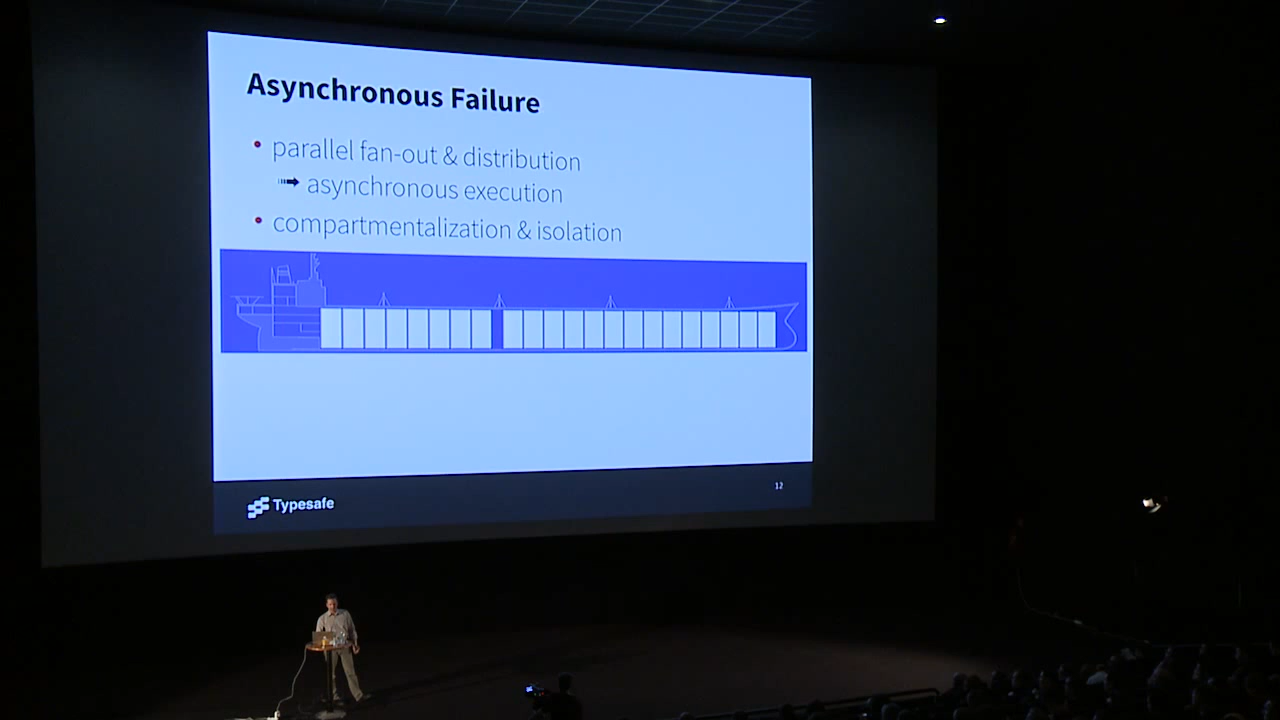 Asynchronous Failure
• parallel fan-out & distribution
➟ asynchronous execution
• compartmentalization & isolation
12
Typesafe